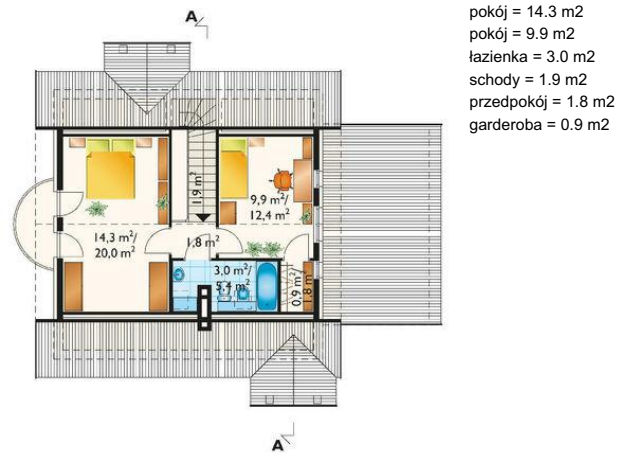 A
pokój = 14.3 m2
pokój = 9.9 m2
łazienka = 3.0 m2
schody = 1.9 m2
przedpokój = 1.8 m2
garderoba = 0.9 m2
1,9 m²
9,9 m²/
12,4 m²
14,3 m²/
20,0 m²
1,8 m²
3,0 m²/
5,4 m²
0,9 m²/
1,8 m²
A